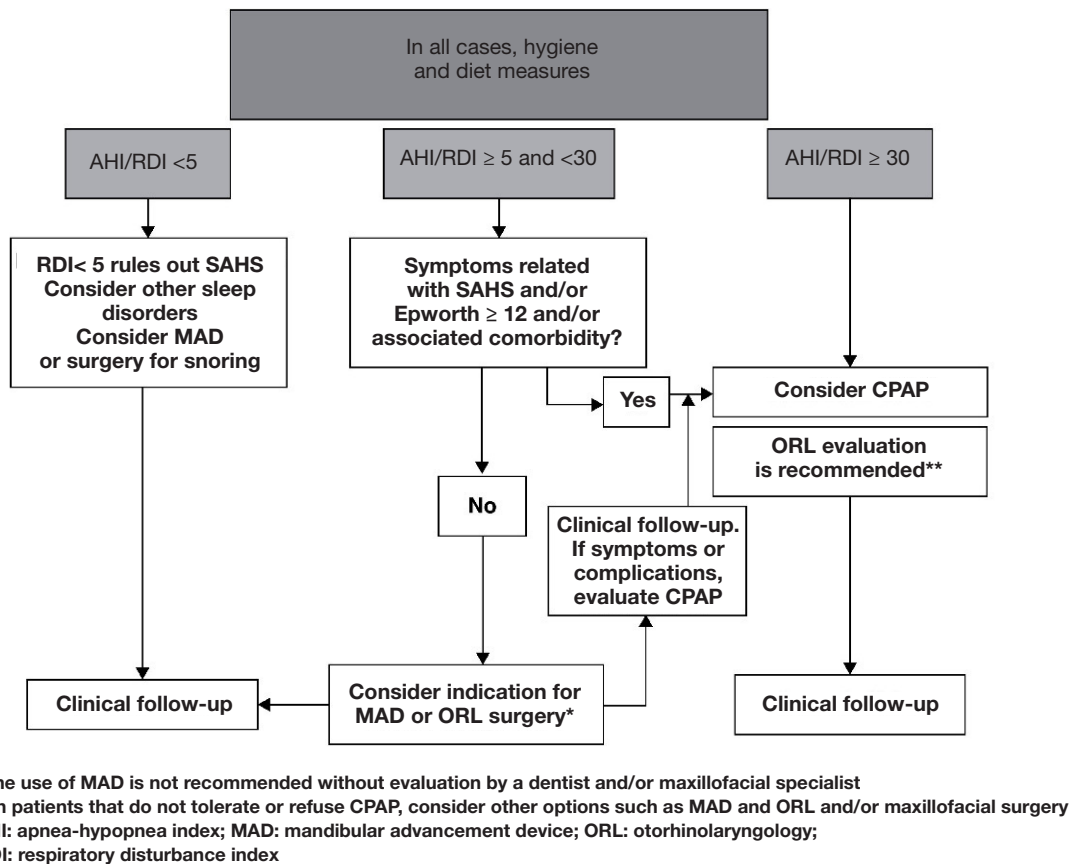 In all cases, hygiene
and diet measures
AHI/RDI <5
AHI/RDI ≥ 5 and <30
AHI/RDI ≥ 30
RDI< 5 rules out SAHS
Consider other sleep
disorders
Consider MAD
or surgery for snoring
Symptoms related
with SAHS and/or
Epworth ≥ 12 and/or
associated comorbidity?
Yes
Consider CPAP
ORL evaluation
is recommended**
No
Clinical follow-up.
If symptoms or
complications,
evaluate CPAP
Clinical follow-up
Consider indication for
MAD or ORL surgery*
Clinical follow-up
use of MAD is not recommended without evaluation by a dentist and/or maxillofacial specialist
patients that do not tolerate or refuse CPAP, consider other options such as MAD and ORL and/or maxillofacial surgery
apnea-hypopnea index; MAD: mandibular advancement device; ORL: otorhinolaryngology;
respiratory disturbance index